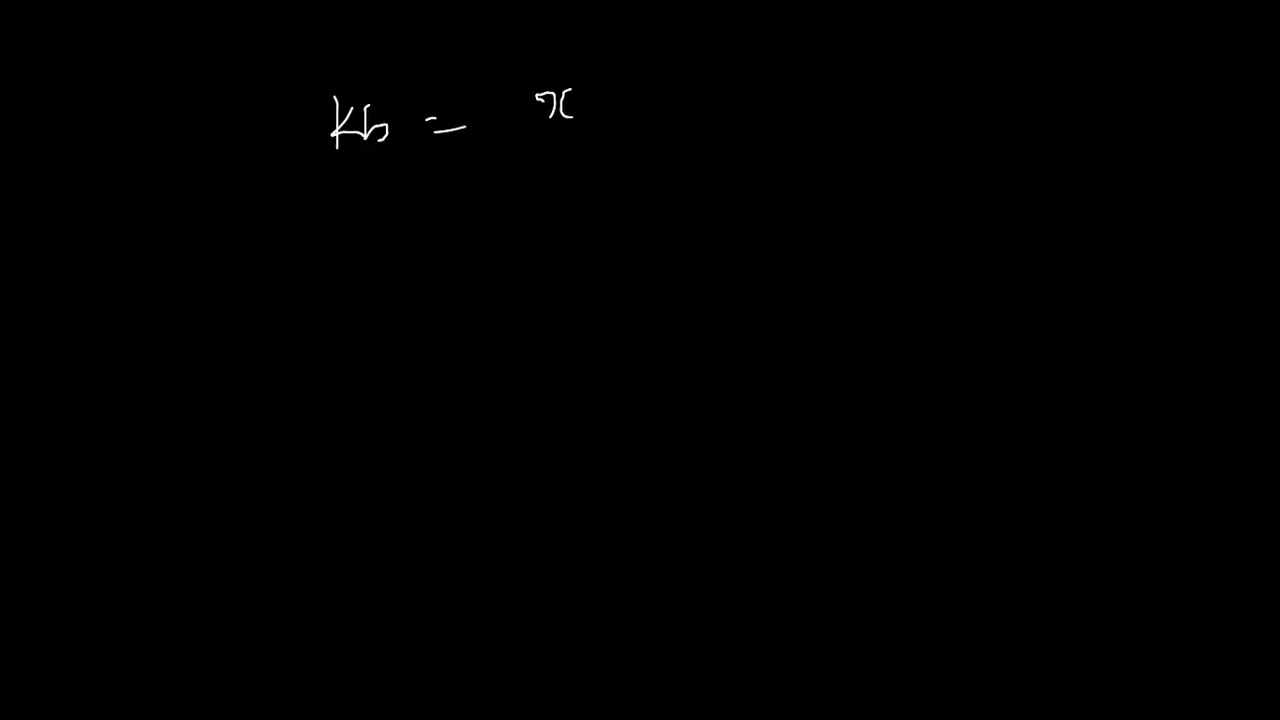 Kb = x